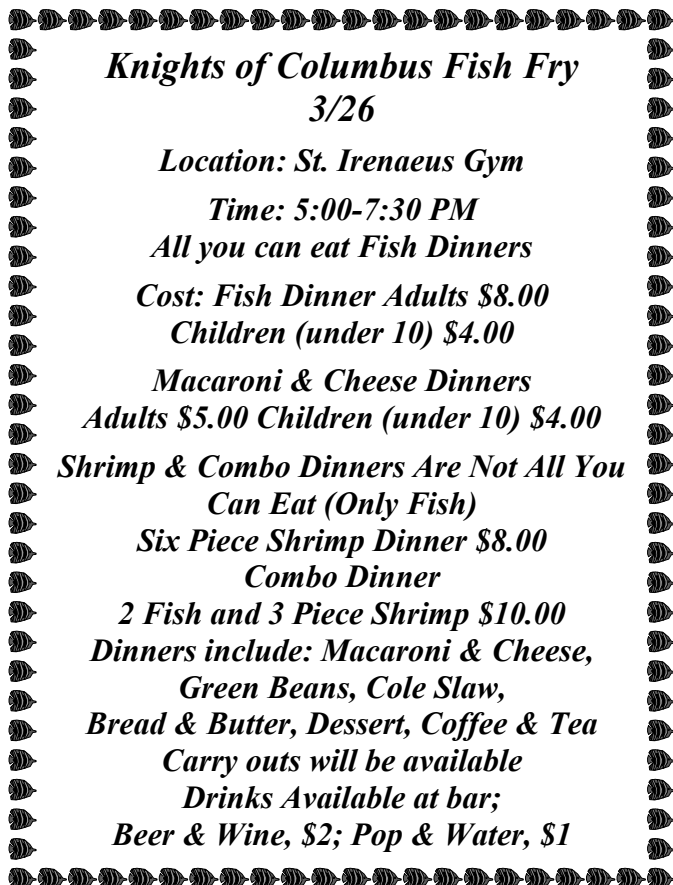 Knights of Columbus Fish Fry
3/26
Location: St. Irenaeus Gym
Time: 5:00-7:30 PM
All you can eat Fish Dinners
Cost: Fish Dinner Adults $8.00
Children (under 10) $4.00
Macaroni & Cheese Dinners
Adults $5.00 Children (under 10) $4.00
Shrimp & Combo Dinners Are Not All You
Can Eat (Only Fish)
Six Piece Shrimp Dinner $8.00
Combo Dinner
2 Fish and 3 Piece Shrimp $10.00
Dinners include: Macaroni & Cheese,
Green Beans, Cole Slaw,
Bread & Butter, Dessert, Coffee & Tea
Carry outs will be available
Drinks Available at bar;
Beer & Wine, $2; Pop & Water, $1